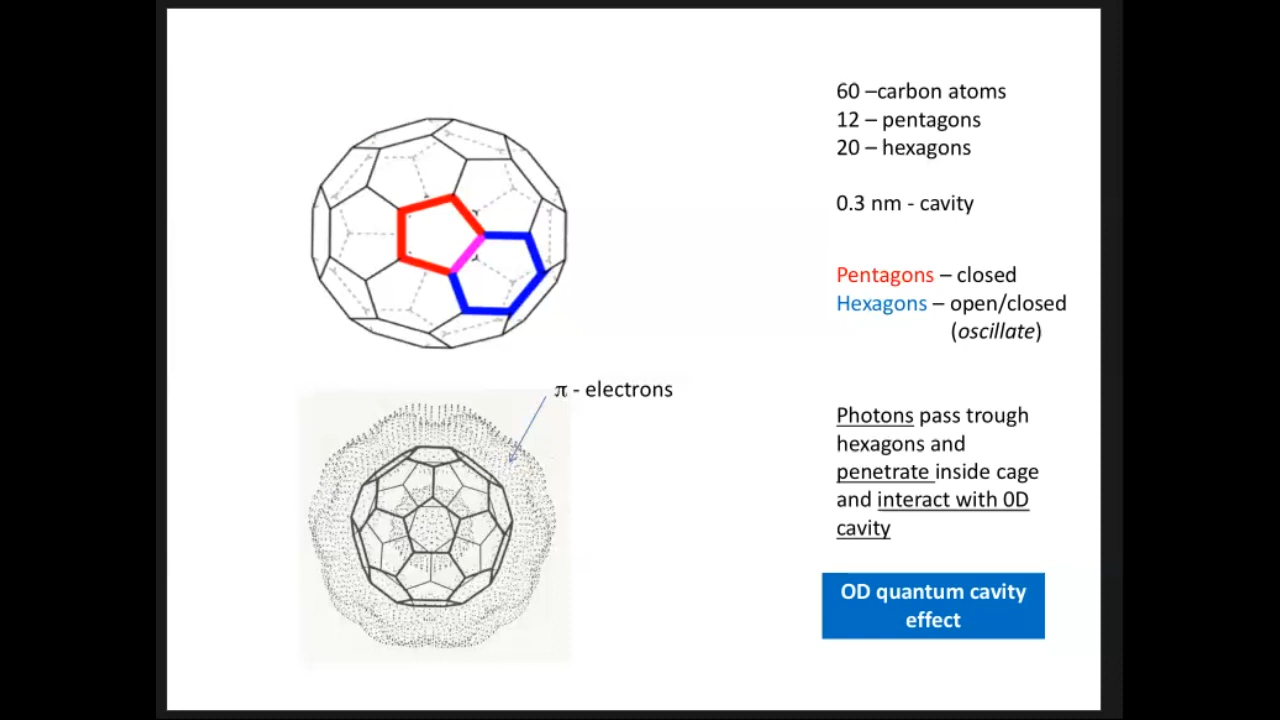 60 –carbon atoms
12 – pentagons
20 – hexagons
0.3 nm - cavity
Pentagons – closed
Hexagons – open/closed
(oscillate)
π - electrons
Photons pass trough
hexagons and
penetrate inside cage
and interact with 0D
cavity
OD quantum cavity
effect